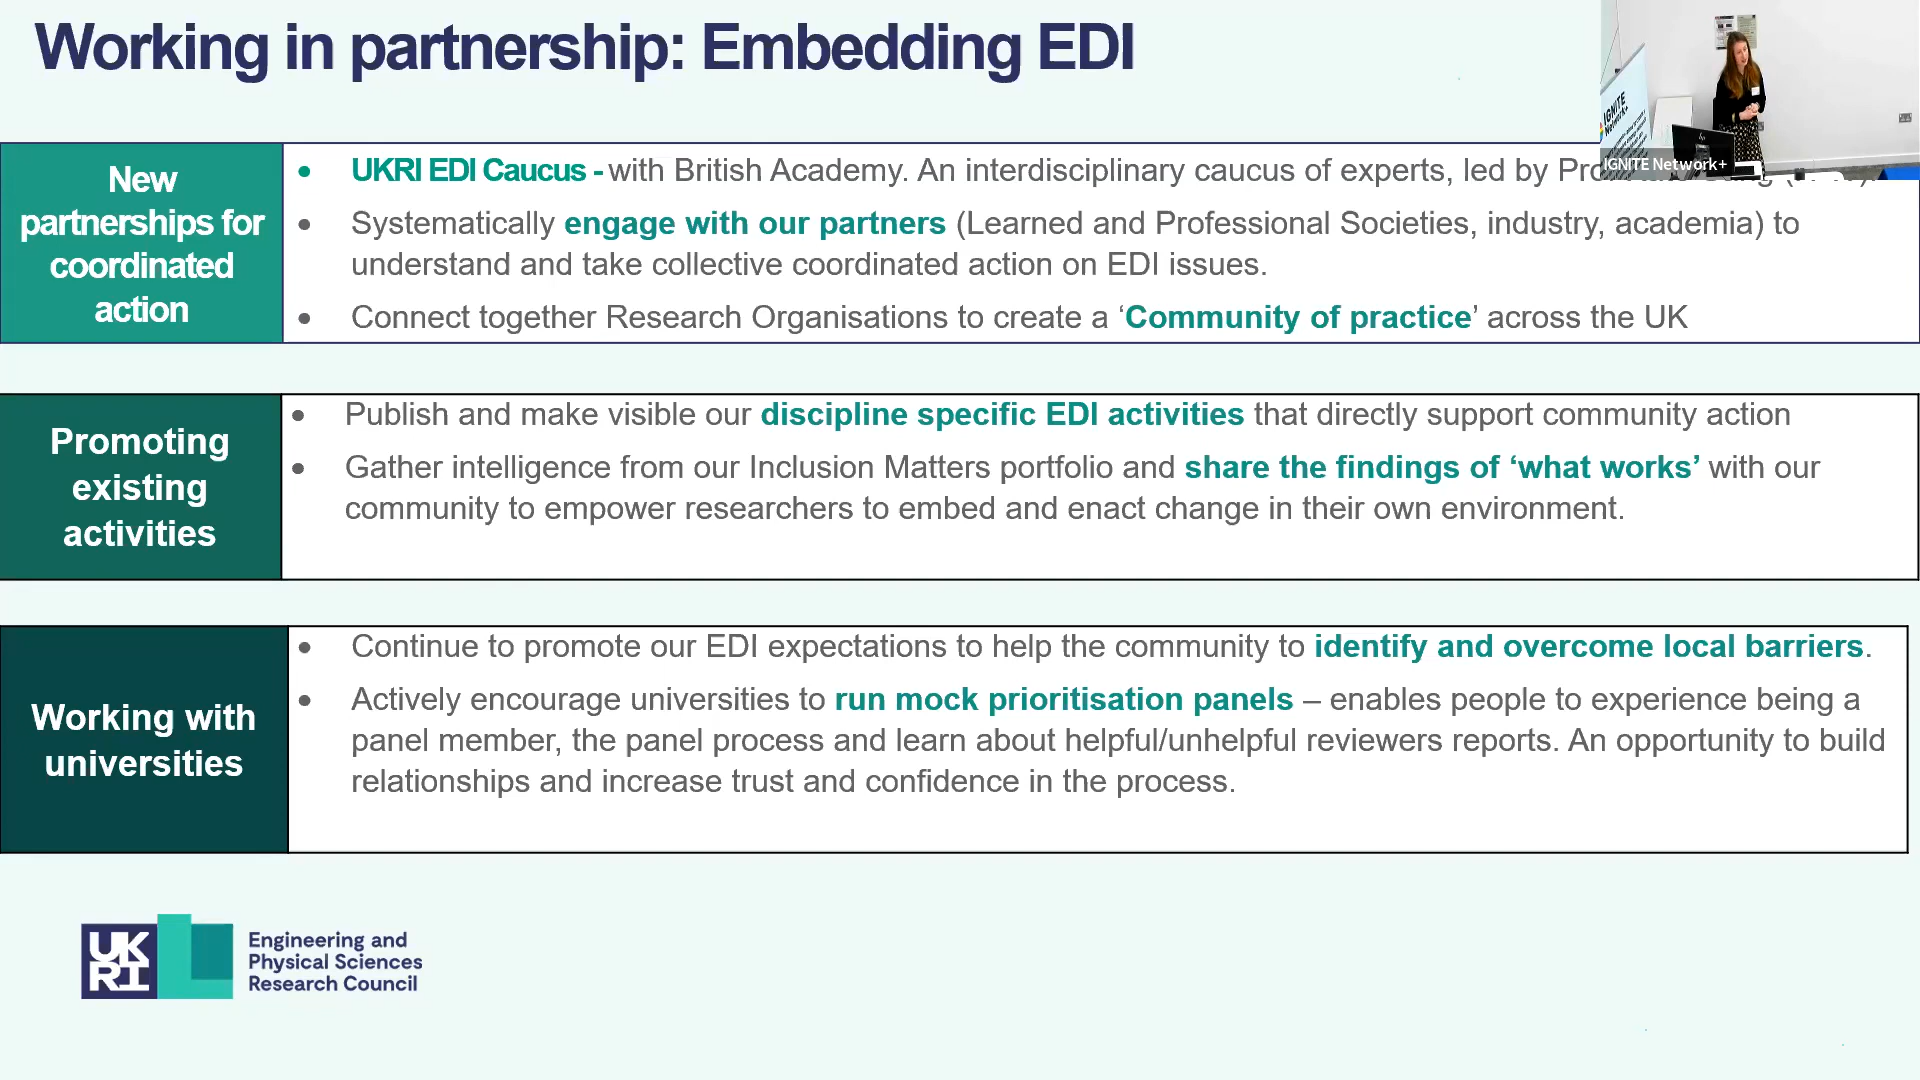 Working in partnership: Embedding EDI
IGNITE
Network+
IGNITE Network+
New
partnerships for
coordinated
action
• UKRI EDI Caucus - with British Academy. An interdisciplinary caucus of experts, led by
• Systematically engage with our partners (Learned and Professional Societies, industry, academia) to
understand and take collective coordinated action on EDI issues.
• Connect together Research Organisations to create a ‘Community of practice’ across the UK
Promoting
existing
activities
• Publish and make visible our discipline specific EDI activities that directly support community action
• Gather intelligence from our Inclusion Matters portfolio and share the findings of ‘what works’ with our
community to empower researchers to embed and enact change in their own environment.
Working with
universities
• Continue to promote our EDI expectations to help the community to identify and overcome local barriers.
• Actively encourage universities to run mock prioritisation panels – enables people to experience being a
panel member, the panel process and learn about helpful/unhelpful reviewers reports. An opportunity to build
relationships and increase trust and confidence in the process.
UK
RI
Engineering and
Physical Sciences
Research Council